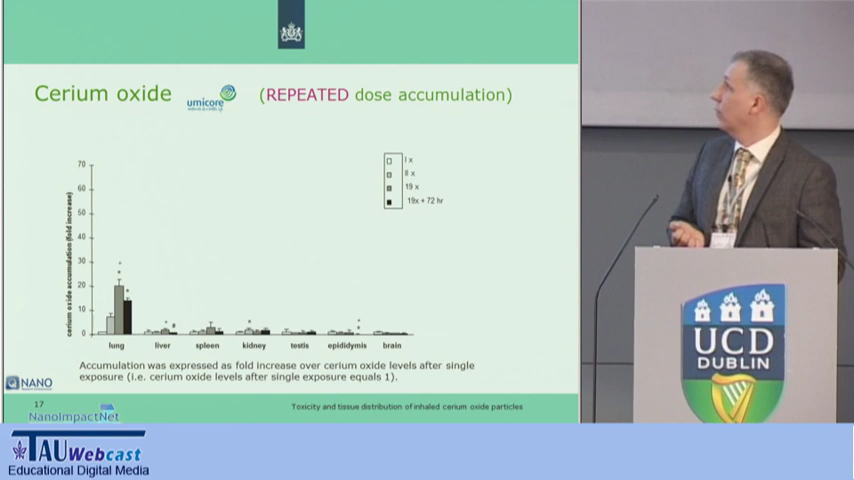 Cerium oxide
umicore
(REPEATED dose accumulation)
cerium oxide accumulation (fold increase)
70
60
50
40
30
20
10
0
1 x
8 x
19 x
19x + 72 hr
lung liver spleen kidney testis epididymis brain
Accumulation was expressed as fold increase over cerium oxide levels after single
exposure (i.e. cerium oxide levels after single exposure equals 1).
NANO
17
NanoImpactNet
Toxicity and tissue distribution of inhaled cerium oxide particles
UCD
DUBLIN
TAU Webcast
Educational Digital Media